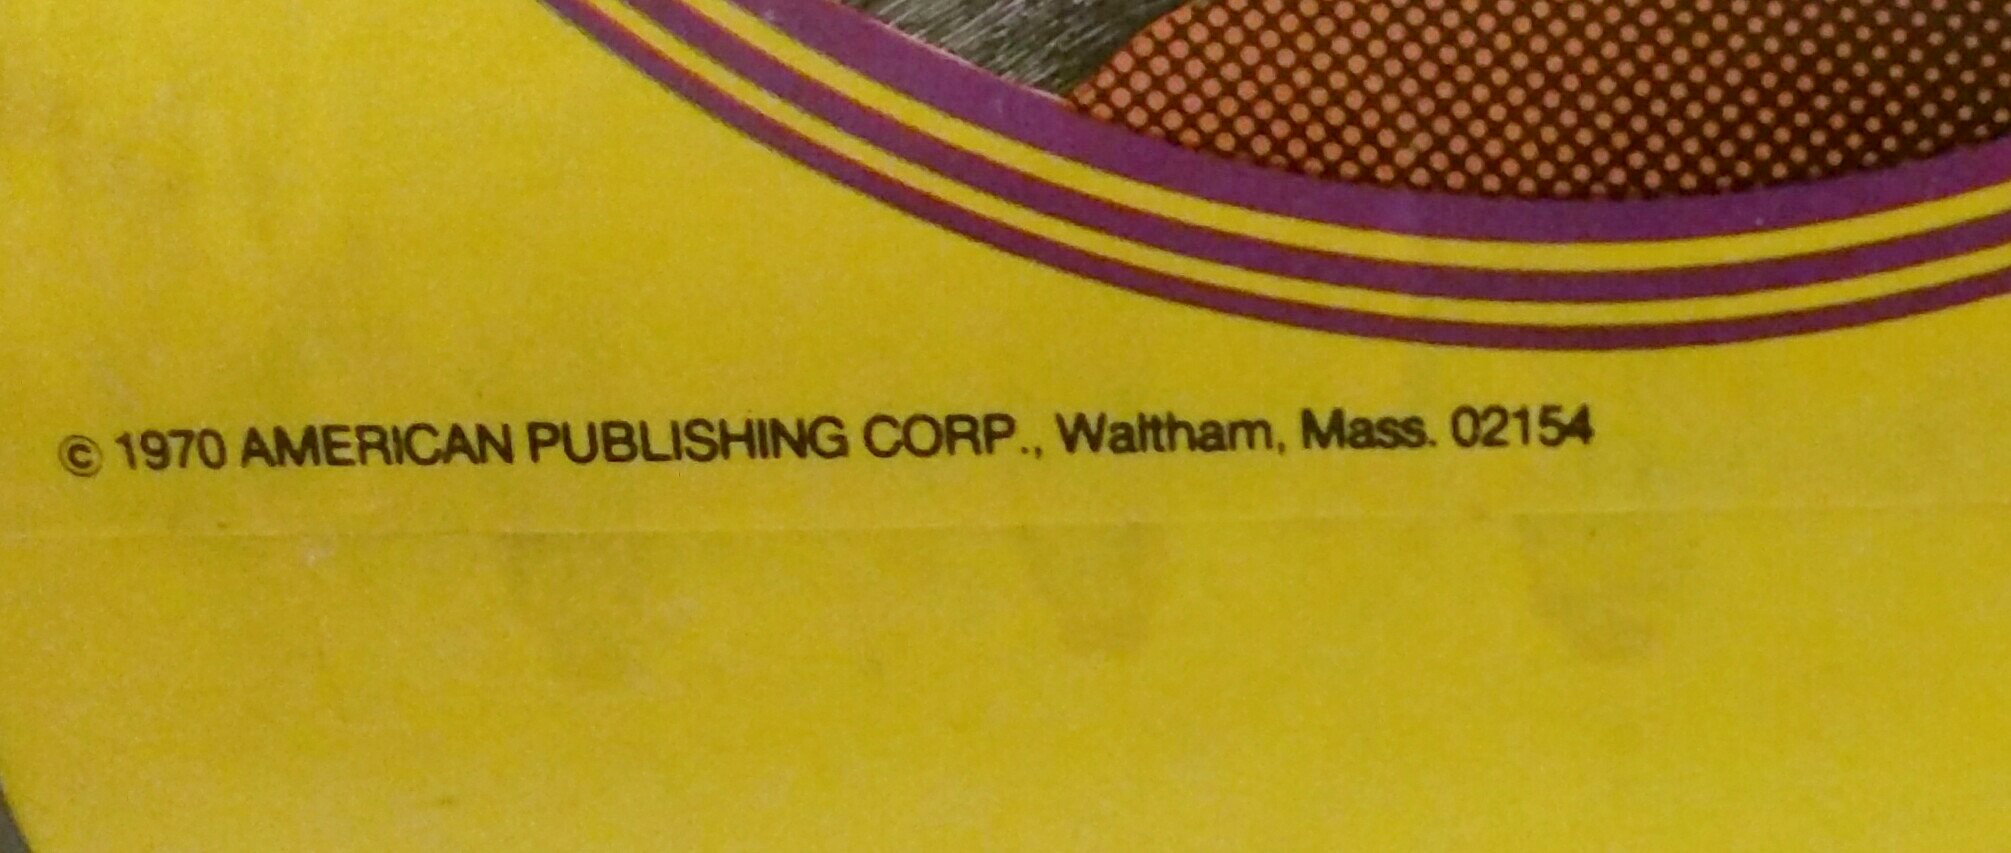 © 1970 AMERICAN PUBLISHING CORP., Waltham, Mass. 02154